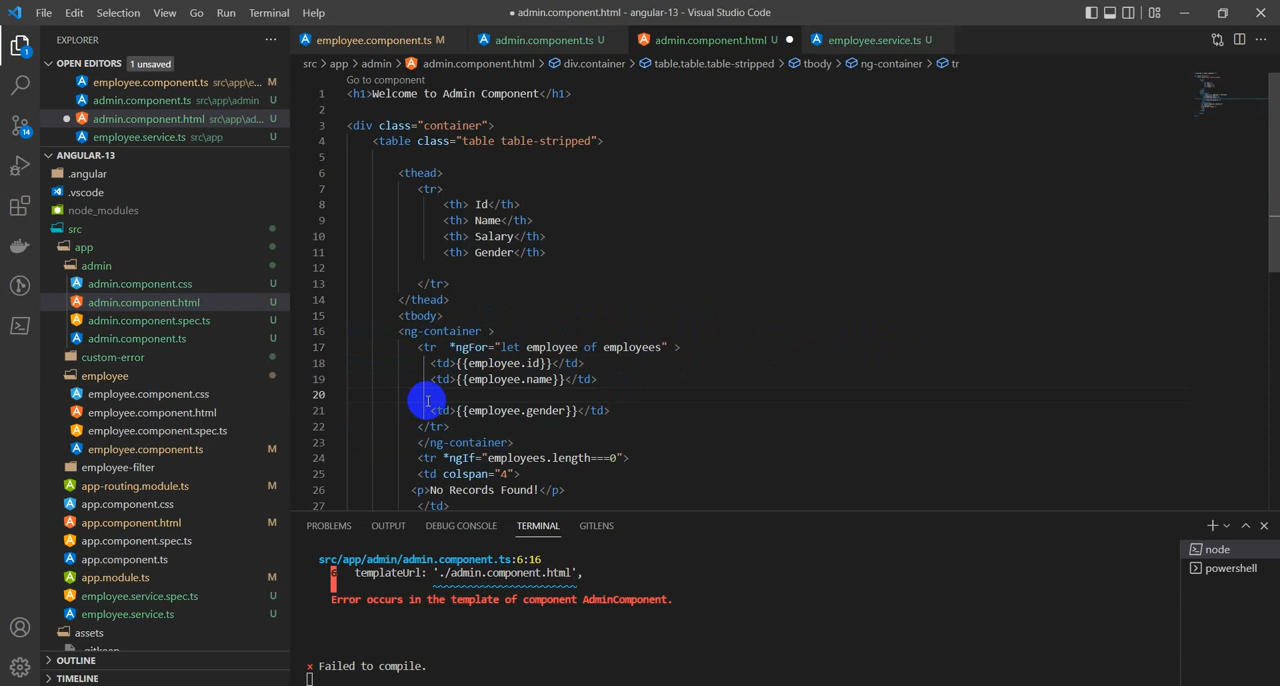 File Edit Selection View Go Run Terminal Help
● admin.component.html - angular-13 - Visual Studio Code
EXPLORER
employee.component.ts M
admin.component.ts U
admin.component.html U
employee.service.ts U
OPEN EDITORS 1 unsaved
employee.component.ts src\app\e... M
admin.component.ts src\app\admin U
admin.component.html src\app\ad... U
employee.service.ts src\app U
ANGULAR-13
.angular
.vscode
node_modules
src
app
admin
admin.component.css U
admin.component.html U
admin.component.spec.ts U
admin.component.ts U
custom-error
employee
employee.component.css
employee.component.html
employee.component.spec.ts
employee.component.ts M
employee-filter
app-routing.module.ts M
app.component.css
app.component.html M
app.component.spec.ts
app.component.ts
app.module.ts M
employee.service.spec.ts U
employee.service.ts U
assets
.gitkeep
OUTLINE
TIMELINE
1
14
src > app > admin > admin.component.html > div.container > table.table.table-stripped > tbody > ng-container > tr
Go to component
1 <h1>Welcome to Admin Component</h1>
2
3 <div class="container">
4 <table class="table table-stripped">
5
6 <thead>
7 <tr>
8 <th> Id</th>
9 <th> Name</th>
10 <th> Salary</th>
11 <th> Gender</th>
12
13 </tr>
14 </thead>
15 <tbody>
16 <ng-container >
17 <tr *ngFor="let employee of employees" >
18 <td>{{employee.id}}</td>
19 <td>{{employee.name}}</td>
20
21 <td>{{employee.gender}}</td>
22 </tr>
23 </ng-container>
24 <tr *ngIf="employees.length===0">
25 <td colspan="4">
26 <p>No Records Found!</p>
27 </td>
PROBLEMS OUTPUT DEBUG CONSOLE TERMINAL GITLENS
src/app/admin/admin.component.ts:6:16
6 templateUrl: './admin.component.html',
Error occurs in the template of component AdminComponent.
× Failed to compile.
node
powershell